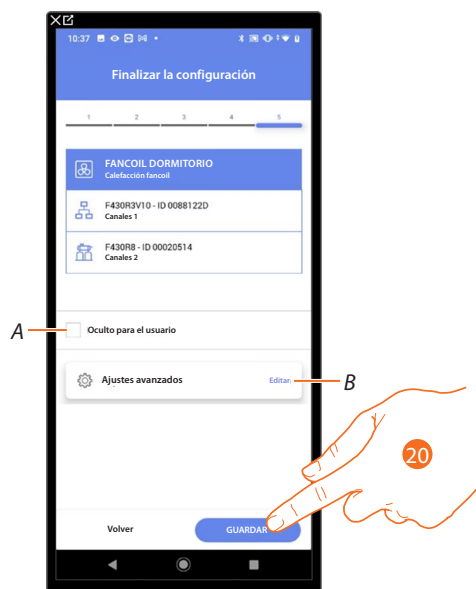 10:37
Finalizar la configuración
1 2 3 4 5
FANCOIL DORMITORIO
Calefacción fancoil
F430R3V10 - ID 0088122D
Canales 1
F430R8 - ID 00020514
Canales 2
A
Oculto para el usuario
Ajustes avanzados
Editar
B
20
Volver
GUARDAR